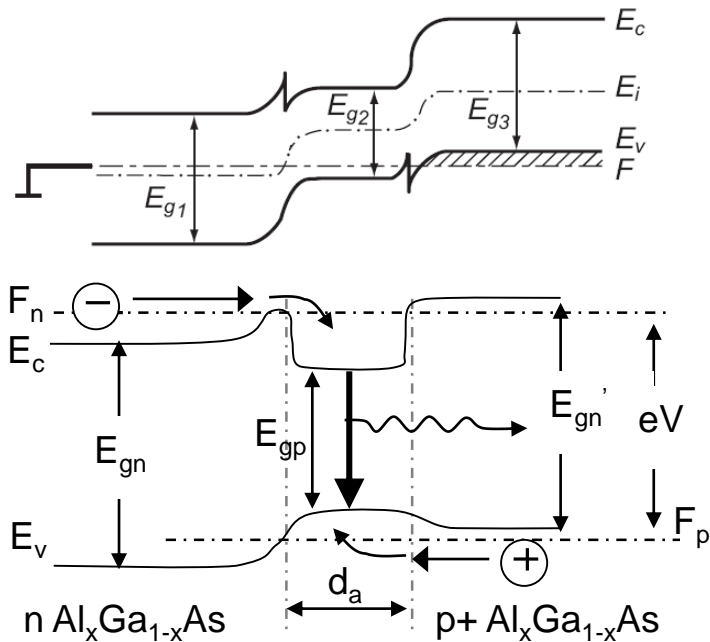 E_c
E_i
E_g2
E_g3
E_v
F
E_g1
F_n
−
E_c
E_gn
E_gp
E_gn'
eV
E_v
F_p
+
d_a
n Al_xGa_1-xAs
p+ Al_xGa_1-xAs